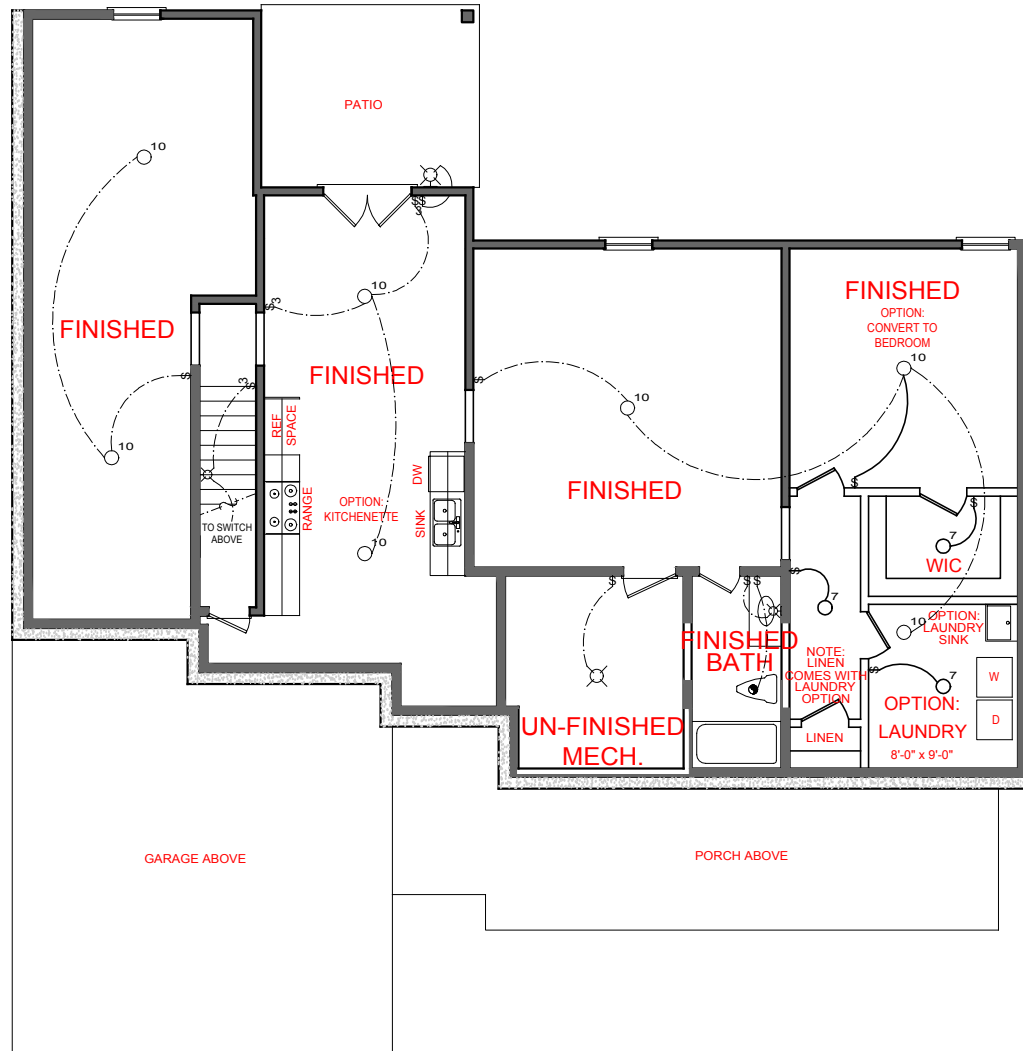 PATIO
10
$$
$
10
$3
FINISHED
FINISHED
OPTION:
CONVERT TO
BEDROOM
10
FINISHED
$
$3
$
10
REF
SPACE
10
DW
FINISHED
$
$
RANGE
OPTION:
KITCHENETTE
SINK
TO SWITCH
ABOVE
10
7
WIC
$
$$
$
7
10
OPTION:
LAUNDRY
SINK
FINISHED
BATH
NOTE:
LINEN
COMES WITH
LAUNDRY
OPTION
$
7
W
OPTION:
LAUNDRY
8'-0" x 9'-0"
D
UN-FINISHED
MECH.
LINEN
GARAGE ABOVE
PORCH ABOVE